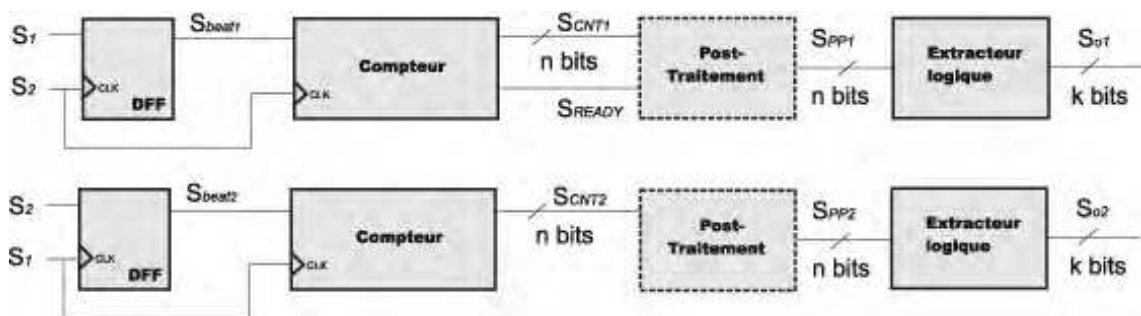 S1
S2
CLK
DFF
Sbeat1
Compteur
CLK
SCNT1
n bits
SREADY
Post-
Traitement
SPP1
n bits
Extracteur
logique
So1
k bits
S2
S1
CLK
DFF
Sbeat2
Compteur
CLK
SCNT2
n bits
Post-
Traitement
SPP2
n bits
Extracteur
logique
So2
k bits